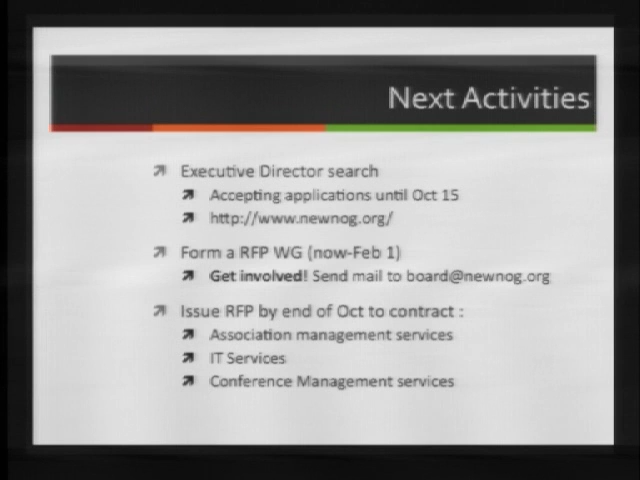 Next Activities
Executive Director search
Accepting applications until Oct 15
http://www.newnog.org/
Form a RFP WG (now-Feb 1)
Get involved! Send mail to board@newnog.org
Issue RFP by end of Oct to contract :
Association management services
IT Services
Conference Management services